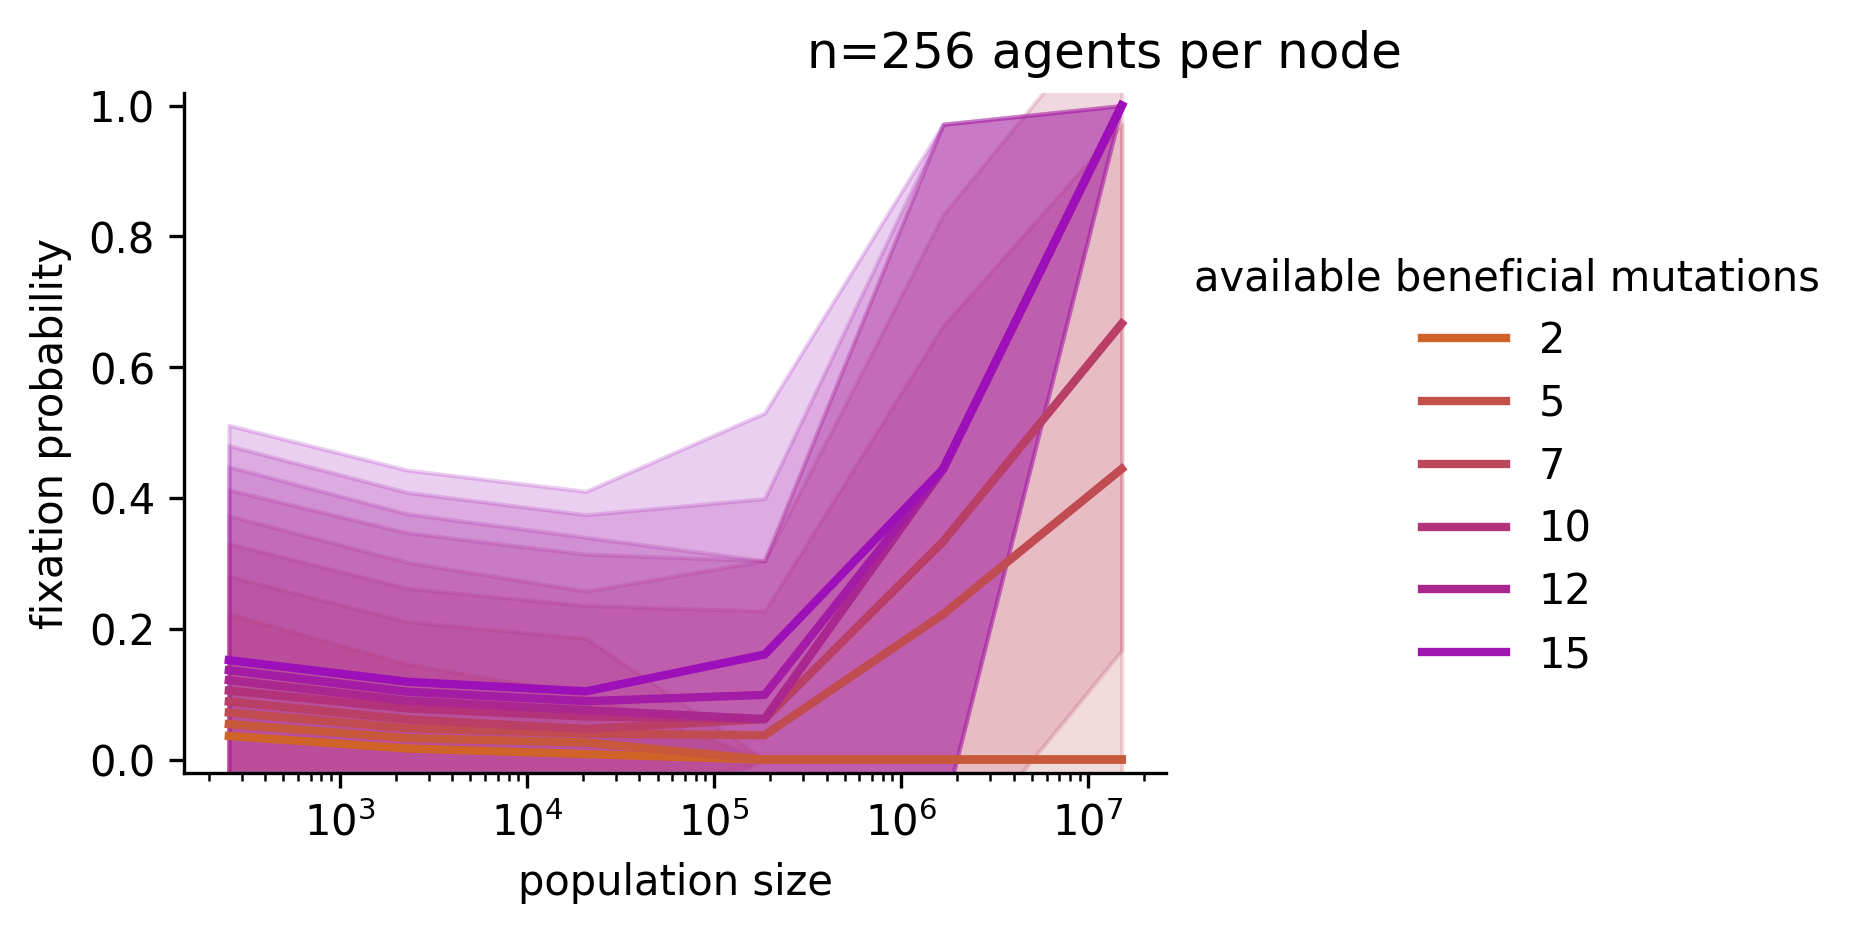 n=256 agents per node
fixation probability
1.0
0.8
0.6
0.4
0.2
0.0
10³ 10⁴ 10⁵ 10⁶ 10⁷
population size
available beneficial mutations
2
5
7
10
12
15